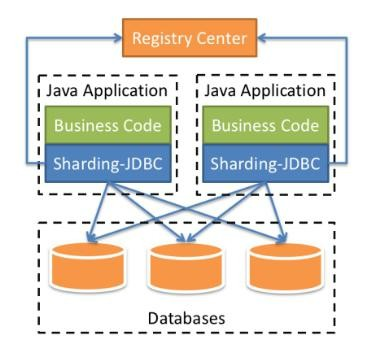 Registry Center
Java Application
Java Application
Business Code
Business Code
Sharding-JDBC
Sharding-JDBC
Databases